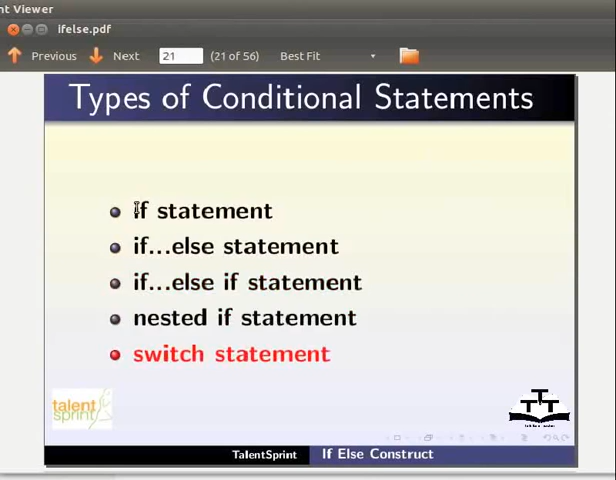 nt Viewer
ifelse.pdf
Previous
Next
21
(21 of 56)
Best Fit
Types of Conditional Statements
if statement
if...else statement
if...else if statement
nested if statement
switch statement
talent
sprint
TalentSprint
If Else Construct